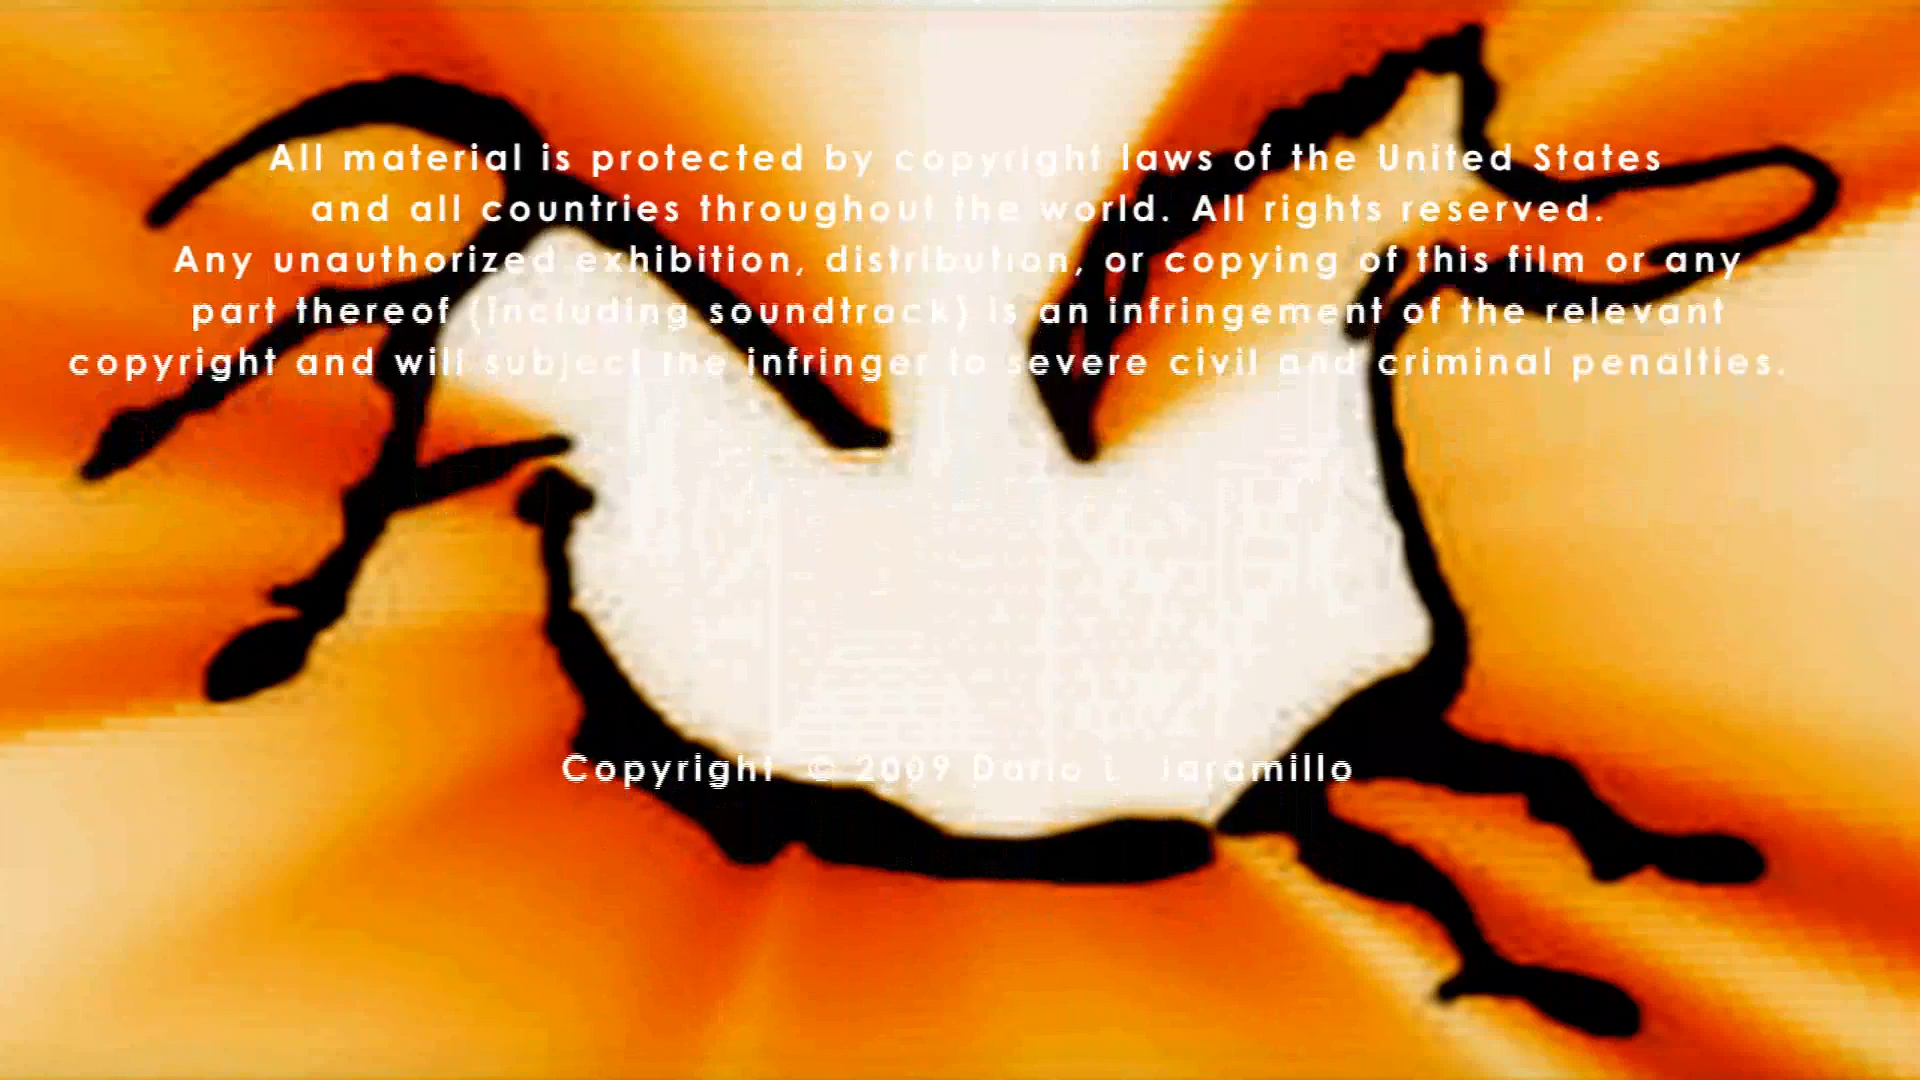 All material is protected by copyright laws of the United States
and all countries throughout the world. All rights reserved.
Any unauthorized exhibition, distribution, or copying of this film or any
part thereof (including soundtrack) is an infringement of the relevant
copyright and will subject the infringer to severe civil and criminal penalties.
Copyright © 2009 Dario L. Jaramillo